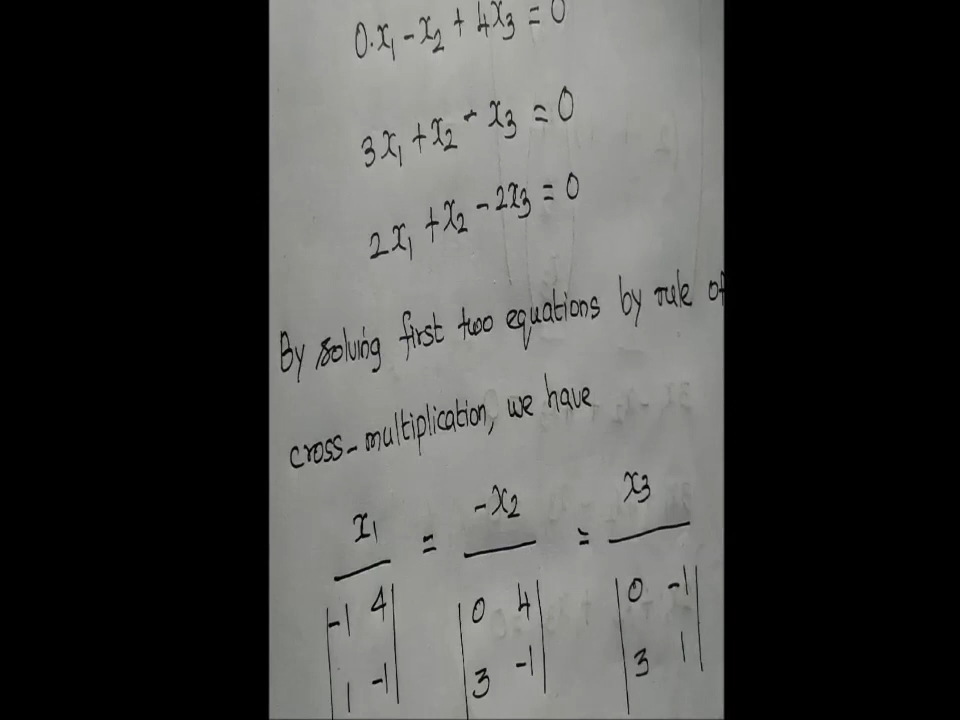 0.x₁ - x₂ + 4x₃ = 0
3x₁ + x₂ - x₃ = 0
2x₁ + x₂ - 2x₃ = 0
By solving first two equations by rule of
cross-multiplication, we have
x₁ = -x₂ = x₃
|-1 4| |0 4| |0 -1|
|1 -1| |3 -1| |3 1|